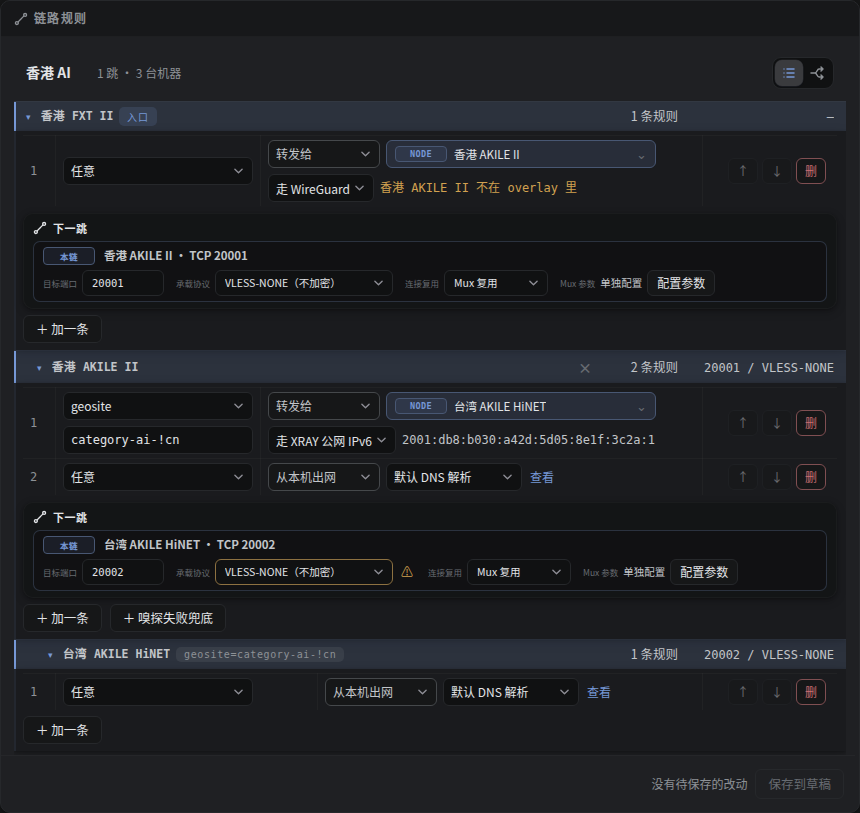 链路规则
香港 AI 1 跳 · 3 台机器
▾ 香港 FXT II 入口 1 条规则 —
1 任意 转发给 NODE 香港 AKILE II ↑ ↓ 删
走 WireGuard 香港 AKILE II 不在 overlay 里
下一跳
本链 香港 AKILE II · TCP 20001
目标端口 20001 承载协议 VLESS-NONE（不加密） 连接复用 Mux 复用 Mux 参数 单独配置 配置参数
＋ 加一条
▾ 香港 AKILE II × 2 条规则 20001 / VLESS-NONE
1 geosite 转发给 NODE 台湾 AKILE HiNET ↑ ↓ 删
category-ai-!cn 走 XRAY 公网 IPv6 2001:db8:b030:a42d:5d05:8e1f:3c2a:1
2 任意 从本机出网 默认 DNS 解析 查看 ↑ ↓ 删
下一跳
本链 台湾 AKILE HiNET · TCP 20002
目标端口 20002 承载协议 VLESS-NONE（不加密） ⚠ 连接复用 Mux 复用 Mux 参数 单独配置 配置参数
＋ 加一条 ＋ 嗅探失败兜底
▾ 台湾 AKILE HiNET geosite=category-ai-!cn 1 条规则 20002 / VLESS-NONE
1 任意 从本机出网 默认 DNS 解析 查看 ↑ ↓ 删
＋ 加一条
没有待保存的改动 保存到草稿